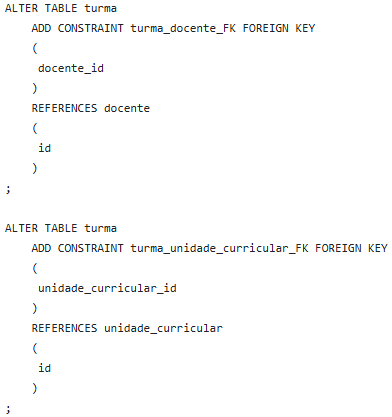 ALTER TABLE turma
ADD CONSTRAINT turma_docente_FK FOREIGN KEY
(
docente_id
)
REFERENCES docente
(
id
)
;
ALTER TABLE turma
ADD CONSTRAINT turma_unidade_curricular_FK FOREIGN KEY
(
unidade_curricular_id
)
REFERENCES unidade_curricular
(
id
)
;